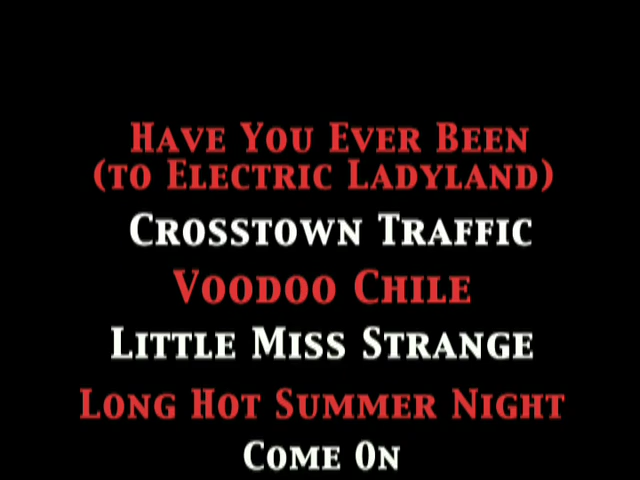 Have You Ever Been
(to Electric Ladyland)
Crosstown Traffic
Voodoo Chile
Little Miss Strange
Long Hot Summer Night
Come On